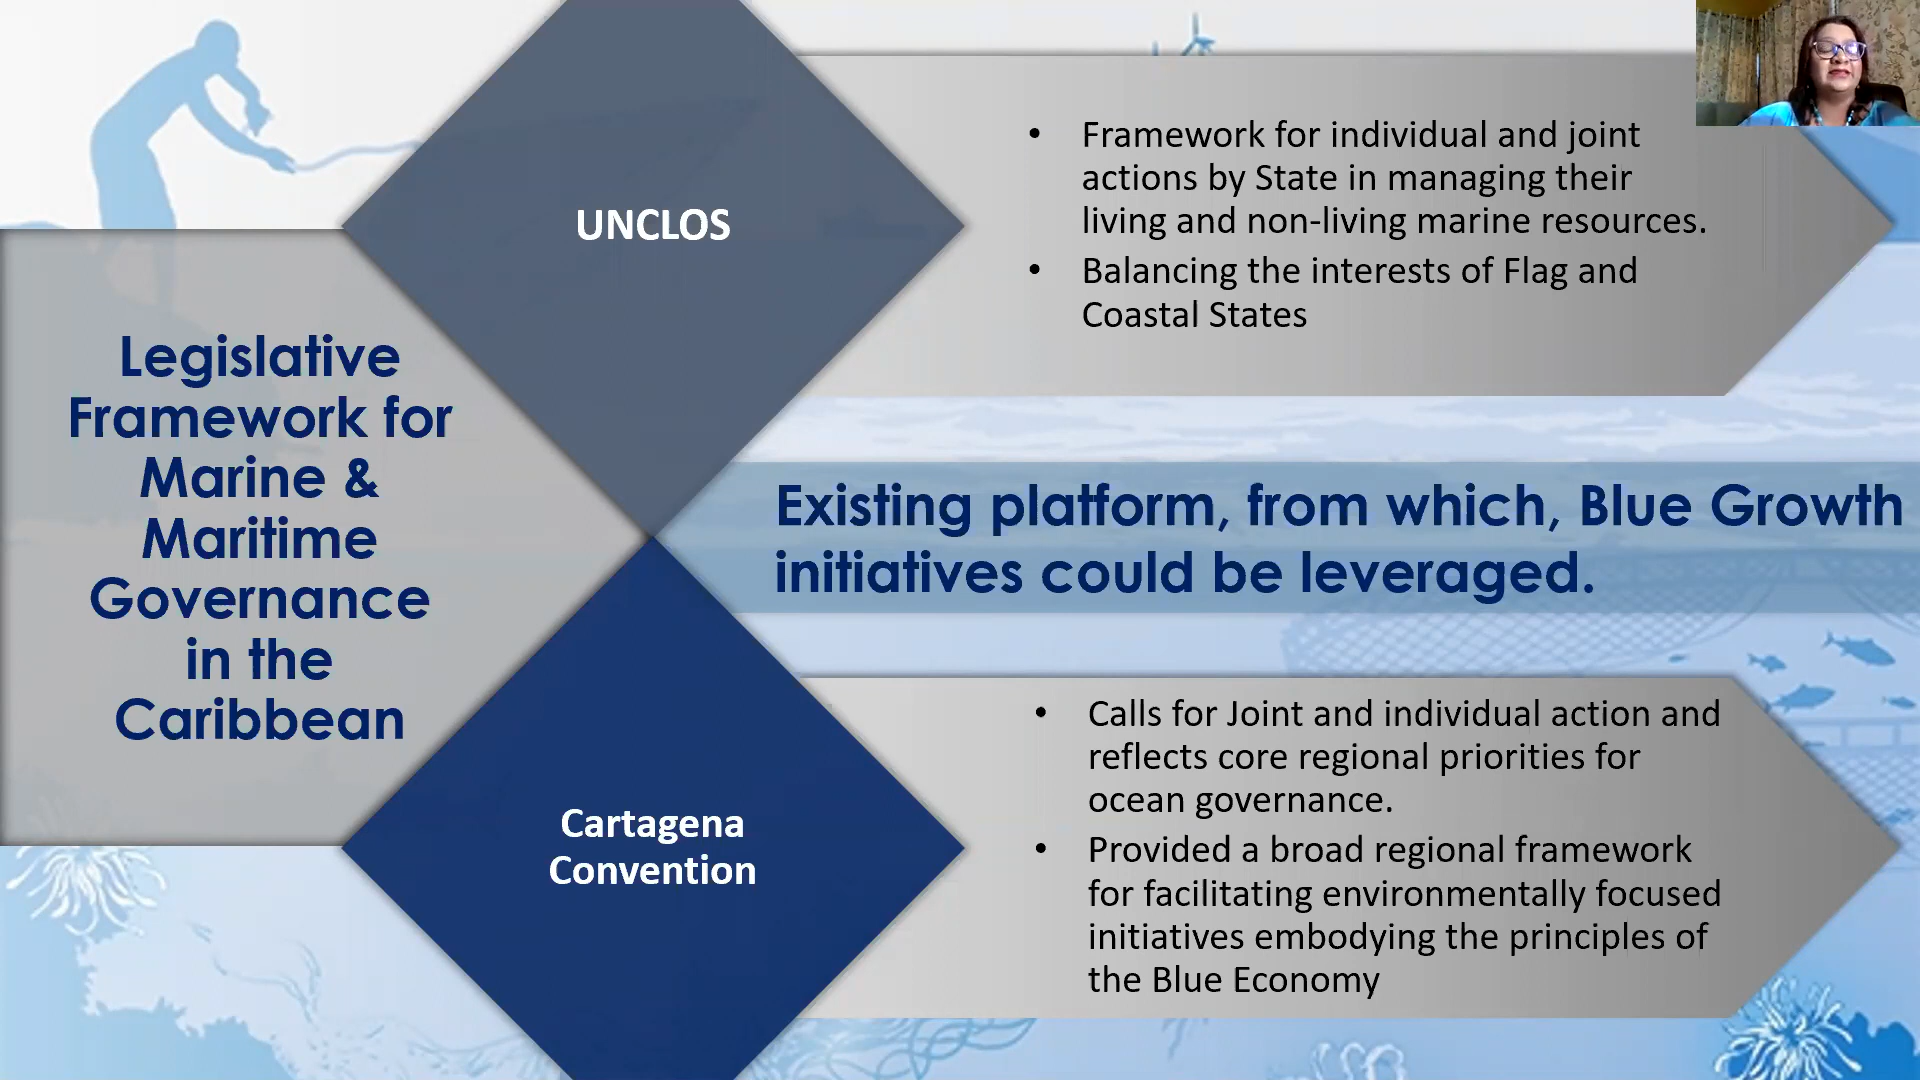 Legislative
Framework for
Marine &
Maritime
Governance
in the
Caribbean
UNCLOS
• Framework for individual and joint
actions by State in managing their
living and non-living marine resources.
• Balancing the interests of Flag and
Coastal States
Existing platform, from which, Blue Growth
initiatives could be leveraged.
Cartagena
Convention
• Calls for Joint and individual action and
reflects core regional priorities for
ocean governance.
• Provided a broad regional framework
for facilitating environmentally focused
initiatives embodying the principles of
the Blue Economy